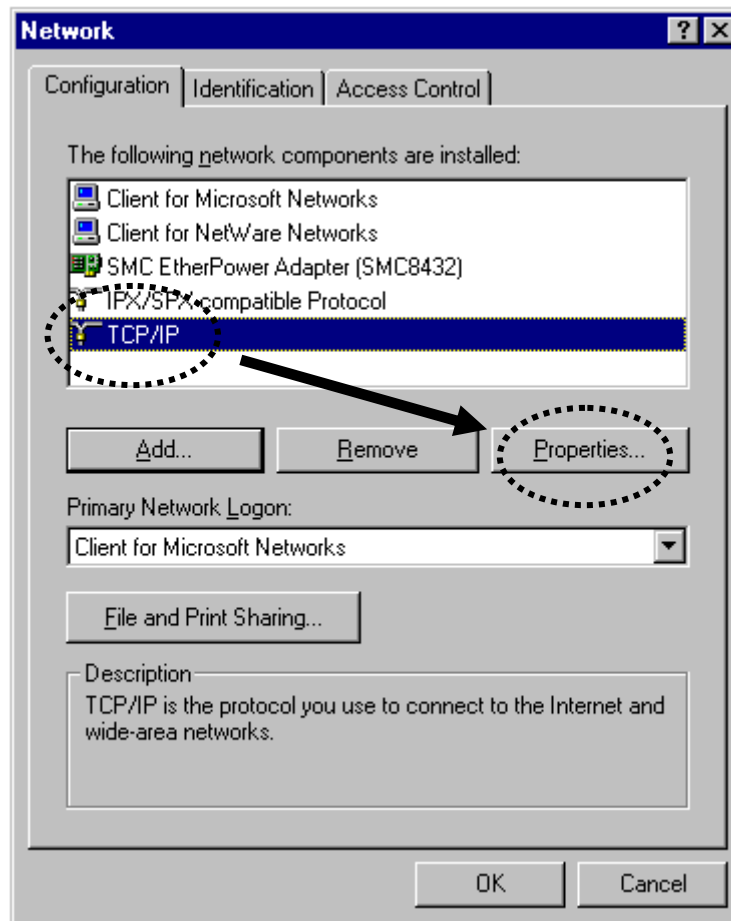 Network
Configuration Identification Access Control
The following network components are installed:
Client for Microsoft Networks
Client for NetWare Networks
SMC EtherPower Adapter (SMC8432)
IPX/SPX-compatible Protocol
TCP/IP
Add... Remove Properties...
Primary Network Logon:
Client for Microsoft Networks
File and Print Sharing...
Description
TCP/IP is the protocol you use to connect to the Internet and
wide-area networks.
OK Cancel